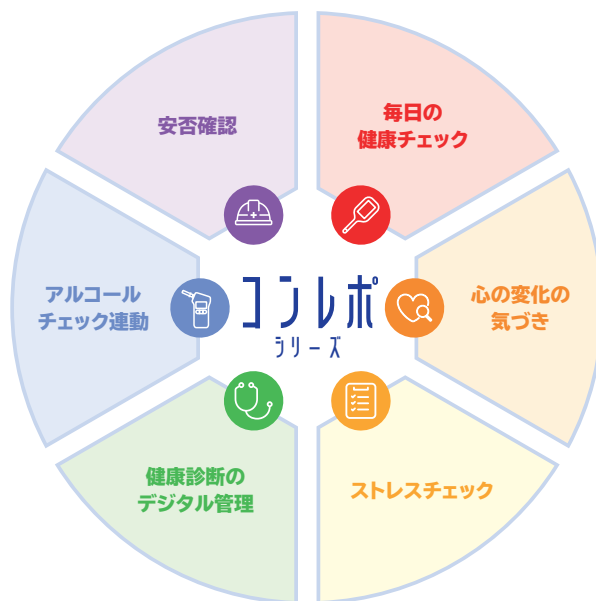 安否確認
毎日の
健康チェック
アルコール
チェック連動
コンレポ
シリーズ
心の変化の
気づき
健康診断の
デジタル管理
ストレスチェック